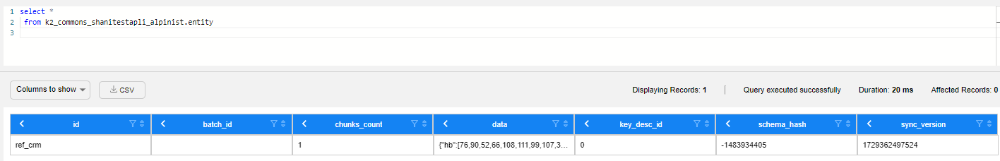 1 select *
2 from k2_commons_shanitestapli_alpinist.entity
3
Columns to show CSV Displaying Records: 1 | Query executed successfully Duration: 20 ms Affected Records: 0
id batch_id chunks_count data key_desc_id schema_hash sync_version
ref_crm 1 {"hb":[76,90,52,66,108,111,99,107,3... 0 -1483934405 1729362497524